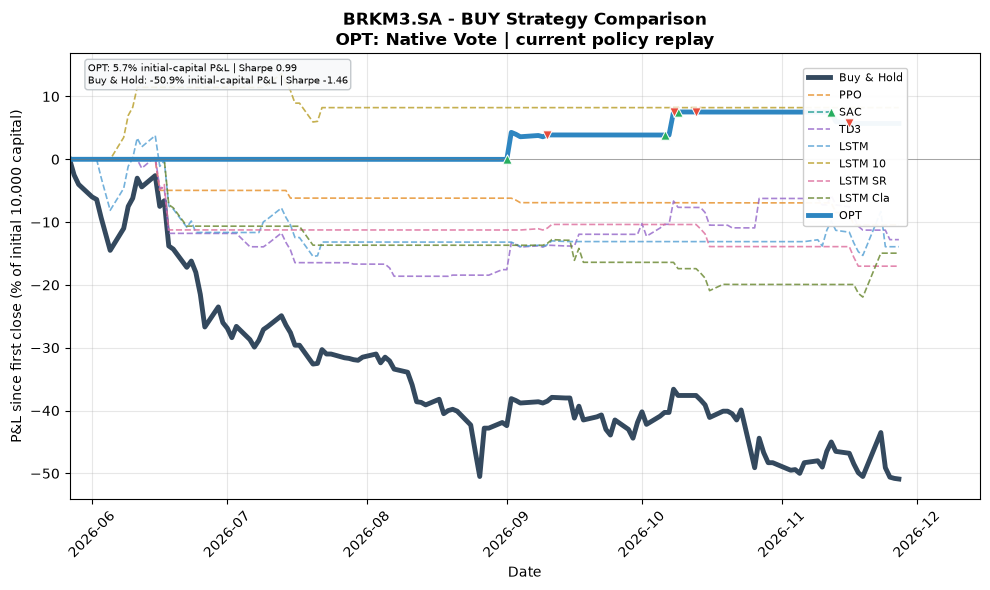 BRKM3.SA - BUY Strategy Comparison
OPT: Native Vote | current policy replay
OPT: 5.7% initial-capital P&L | Sharpe 0.99
Buy & Hold: -50.9% initial-capital P&L | Sharpe -1.46
Buy & Hold
PPO
SAC
TD3
LSTM
LSTM 10
LSTM SR
LSTM Cla
OPT
P&L since first close (% of initial 10,000 capital)
10
0
−10
−20
−30
−40
−50
2026-06
2026-07
2026-08
2026-09
2026-10
2026-11
2026-12
Date